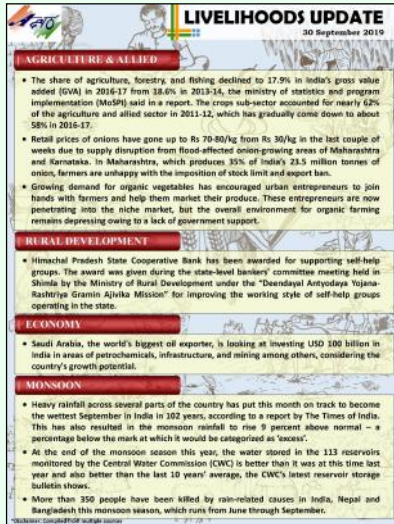 LIVELIHOODS UPDATE
30 September 2019
AGRICULTURE & ALLIED
• The share of agriculture, forestry, and fishing declined to 17.9% in India's gross value
added (GVA) in 2016-17 from 18.6% in 2013-14, the ministry of statistics and program
implementation (MoSPI) said in a report. The crops sub-sector accounted for nearly 62%
of the agriculture and allied sector in 2011-12, which has gradually come down to about
58% in 2016-17.
• Retail prices of onions have gone up to Rs 70-80/kg from Rs 30/kg in the last couple of
weeks due to supply disruption from flood-affected onion-growing areas of Maharashtra
and Karnataka. In Maharashtra, which produces 35% of India's 23.5 million tonnes of
onion, farmers are unhappy with the imposition of stock limit and export ban.
• Growing demand for organic vegetables has encouraged urban entrepreneurs to join
hands with farmers and help them market their produce. These entrepreneurs are now
penetrating into the niche market, but the overall environment for organic farming
remains depressing owing to a lack of government support.
RURAL DEVELOPMENT
• Himachal Pradesh State Cooperative Bank has been awarded for supporting self-help
groups. The award was given during the state-level bankers' committee meeting held in
Shimla by the Ministry of Rural Development under the "Deendayal Antyodaya Yojana-
Rashtriya Gramin Ajivika Mission" for improving the working style of self-help groups
operating in the state.
ECONOMY
• Saudi Arabia, the world's biggest oil exporter, is looking at investing USD 100 billion in
India in areas of petrochemicals, infrastructure, and mining among others, considering the
country's growth potential.
MONSOON
• Heavy rainfall across several parts of the country has put this month on track to become
the wettest September in India in 102 years, according to a report by The Times of India.
This has also resulted in the monsoon rainfall to rise 9 percent above normal – a
percentage below the mark at which it would be categorized as 'excess'.
• At the end of the monsoon season this year, the water stored in the 113 reservoirs
monitored by the Central Water Commission (CWC) is better than it was at this time last
year and also better than the last 10 years' average, the CWC's latest reservoir storage
bulletin shows.
• More than 350 people have been killed by rain-related causes in India, Nepal and
Bangladesh this monsoon season, which runs from June through September.
*Disclaimer: Compiled from multiple sources